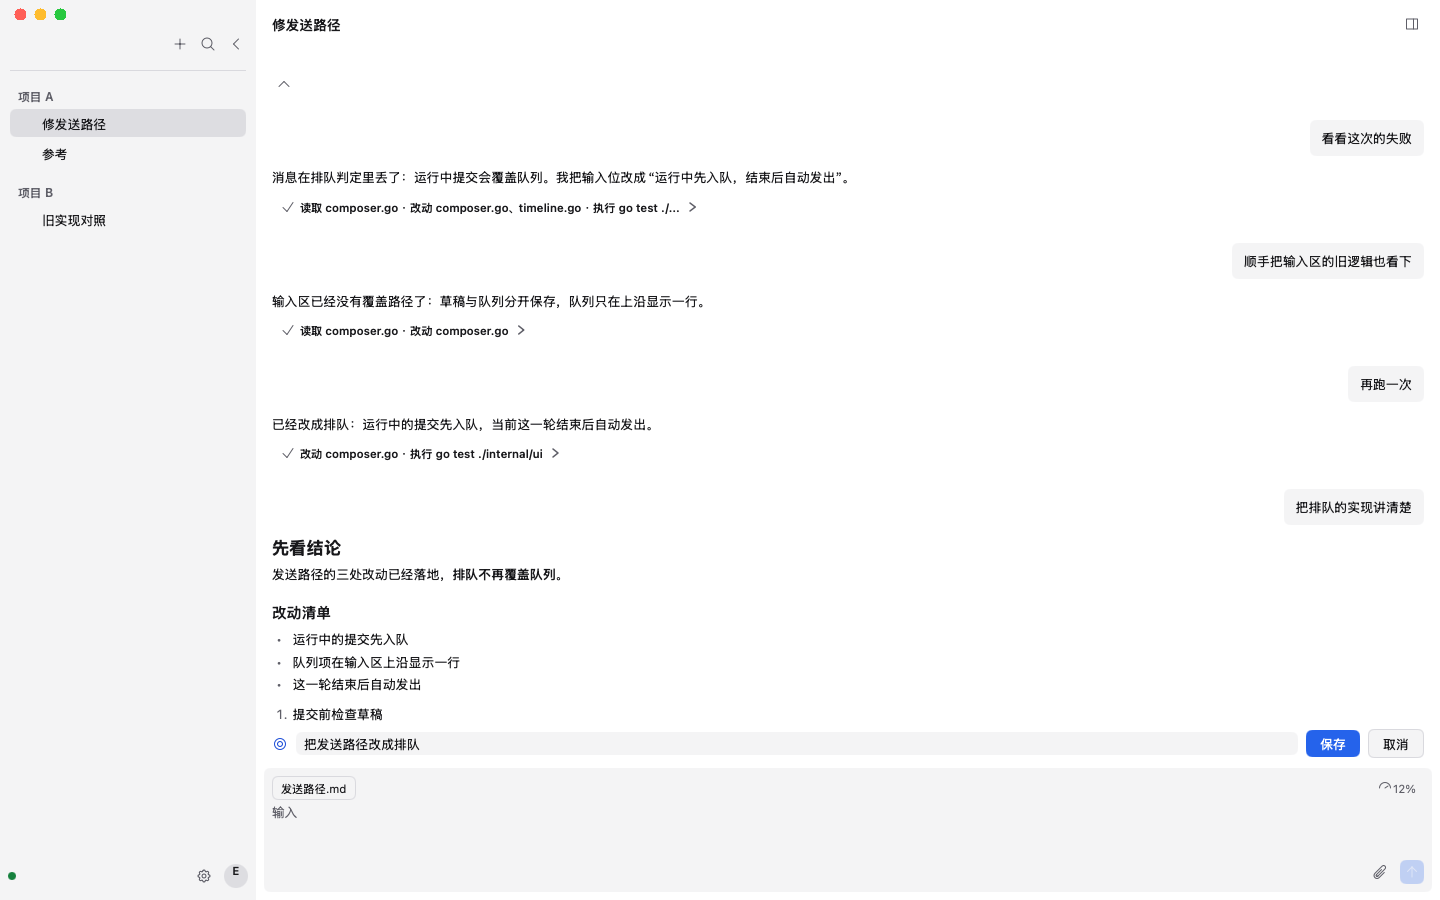 修发送路径
项目 A
修发送路径
参考
项目 B
旧实现对照
E
看看这次的失败
消息在排队判定里丢了：运行中提交会覆盖队列。我把输入位改成 “运行中先入队，结束后自动发出”。
读取 composer.go · 改动 composer.go、timeline.go · 执行 go test ./...
顺手把输入区的旧逻辑也看下
输入区已经没有覆盖路径了：草稿与队列分开保存，队列只在上沿显示一行。
读取 composer.go · 改动 composer.go
再跑一次
已经改成排队：运行中的提交先入队，当前这一轮结束后自动发出。
改动 composer.go · 执行 go test ./internal/ui
把排队的实现讲清楚
先看结论
发送路径的三处改动已经落地，排队不再覆盖队列。
改动清单
• 运行中的提交先入队
• 队列项在输入区上沿显示一行
• 这一轮结束后自动发出
1. 提交前检查草稿
把发送路径改成排队
保存
取消
发送路径.md
12%
输入